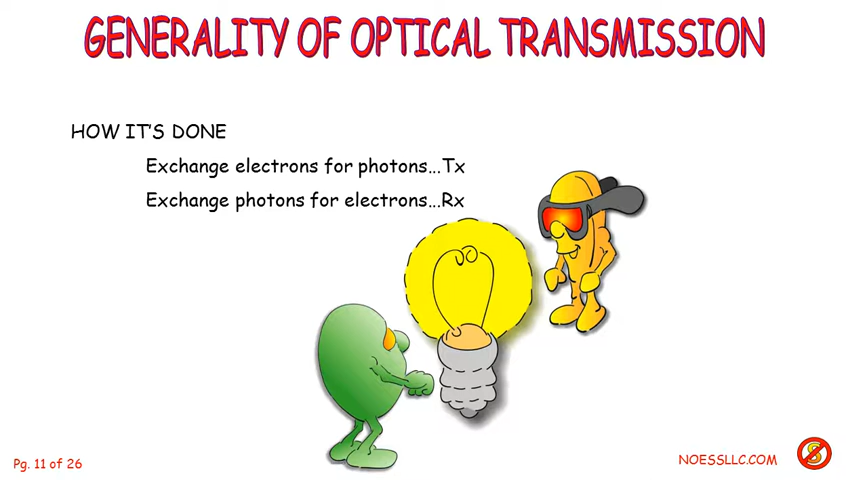 GENERALITY OF OPTICAL TRANSMISSION
HOW IT'S DONE
Exchange electrons for photons...Tx
Exchange photons for electrons...Rx
Pg. 11 of 26
NOESSLLC.COM
S